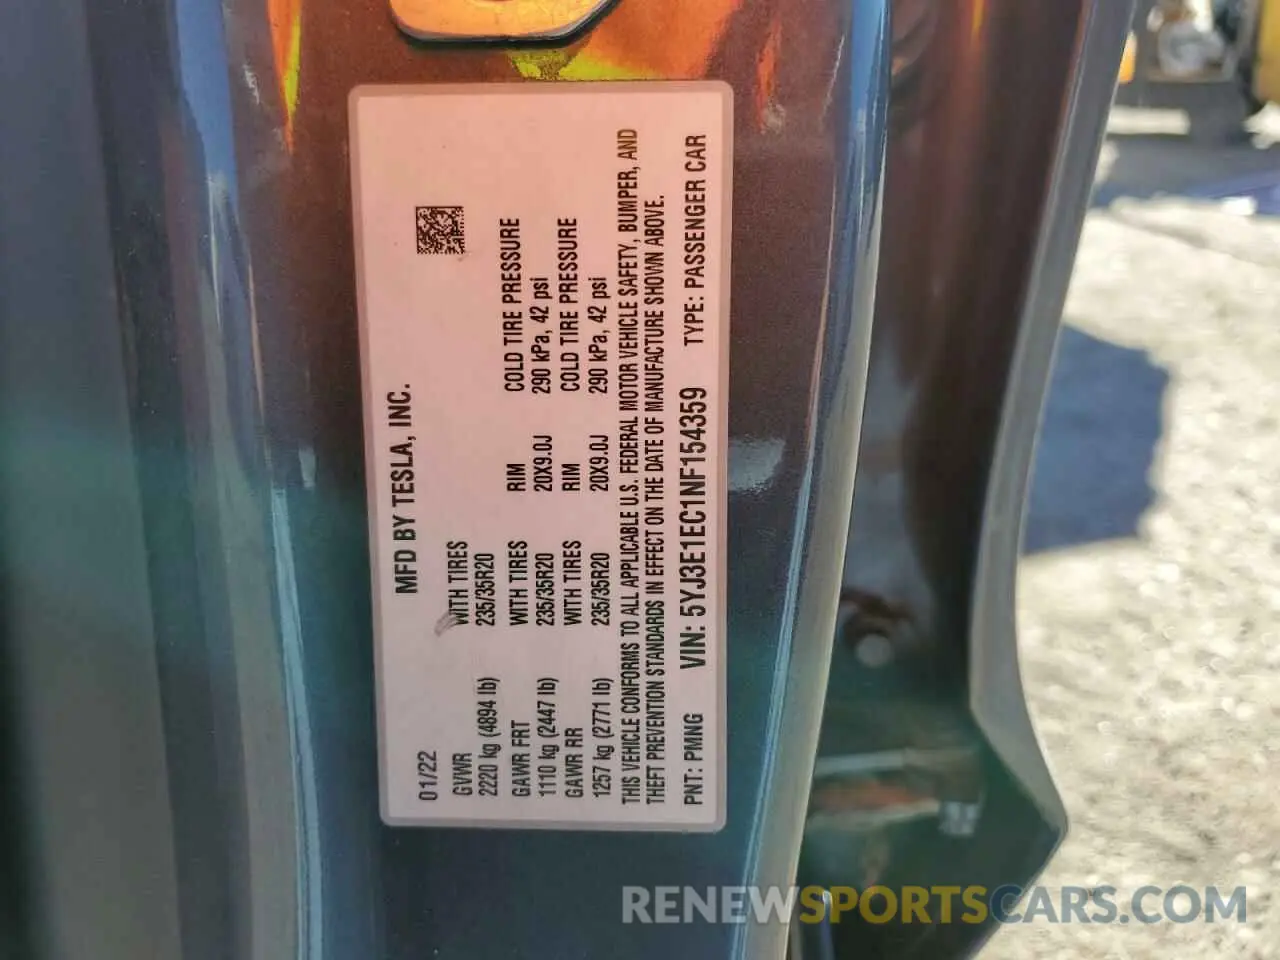 MFD BY TESLA, INC.
01/22
GVWR WITH TIRES
2220 kg (4894 lb) 235/35R20
GAWR FRT WITH TIRES RIM COLD TIRE PRESSURE
1110 kg (2447 lb) 235/35R20 20X9.0J 290 kPa, 42 psi
GAWR RR WITH TIRES RIM COLD TIRE PRESSURE
1257 kg (2771 lb) 235/35R20 20X9.0J 290 kPa, 42 psi
THIS VEHICLE CONFORMS TO ALL APPLICABLE U.S. FEDERAL MOTOR VEHICLE SAFETY, BUMPER, AND
THEFT PREVENTION STANDARDS IN EFFECT ON THE DATE OF MANUFACTURE SHOWN ABOVE.
PNT: PMNG VIN: 5YJ3E1EC1NF154359 TYPE: PASSENGER CAR
RENEWSPORTSCARS.COM